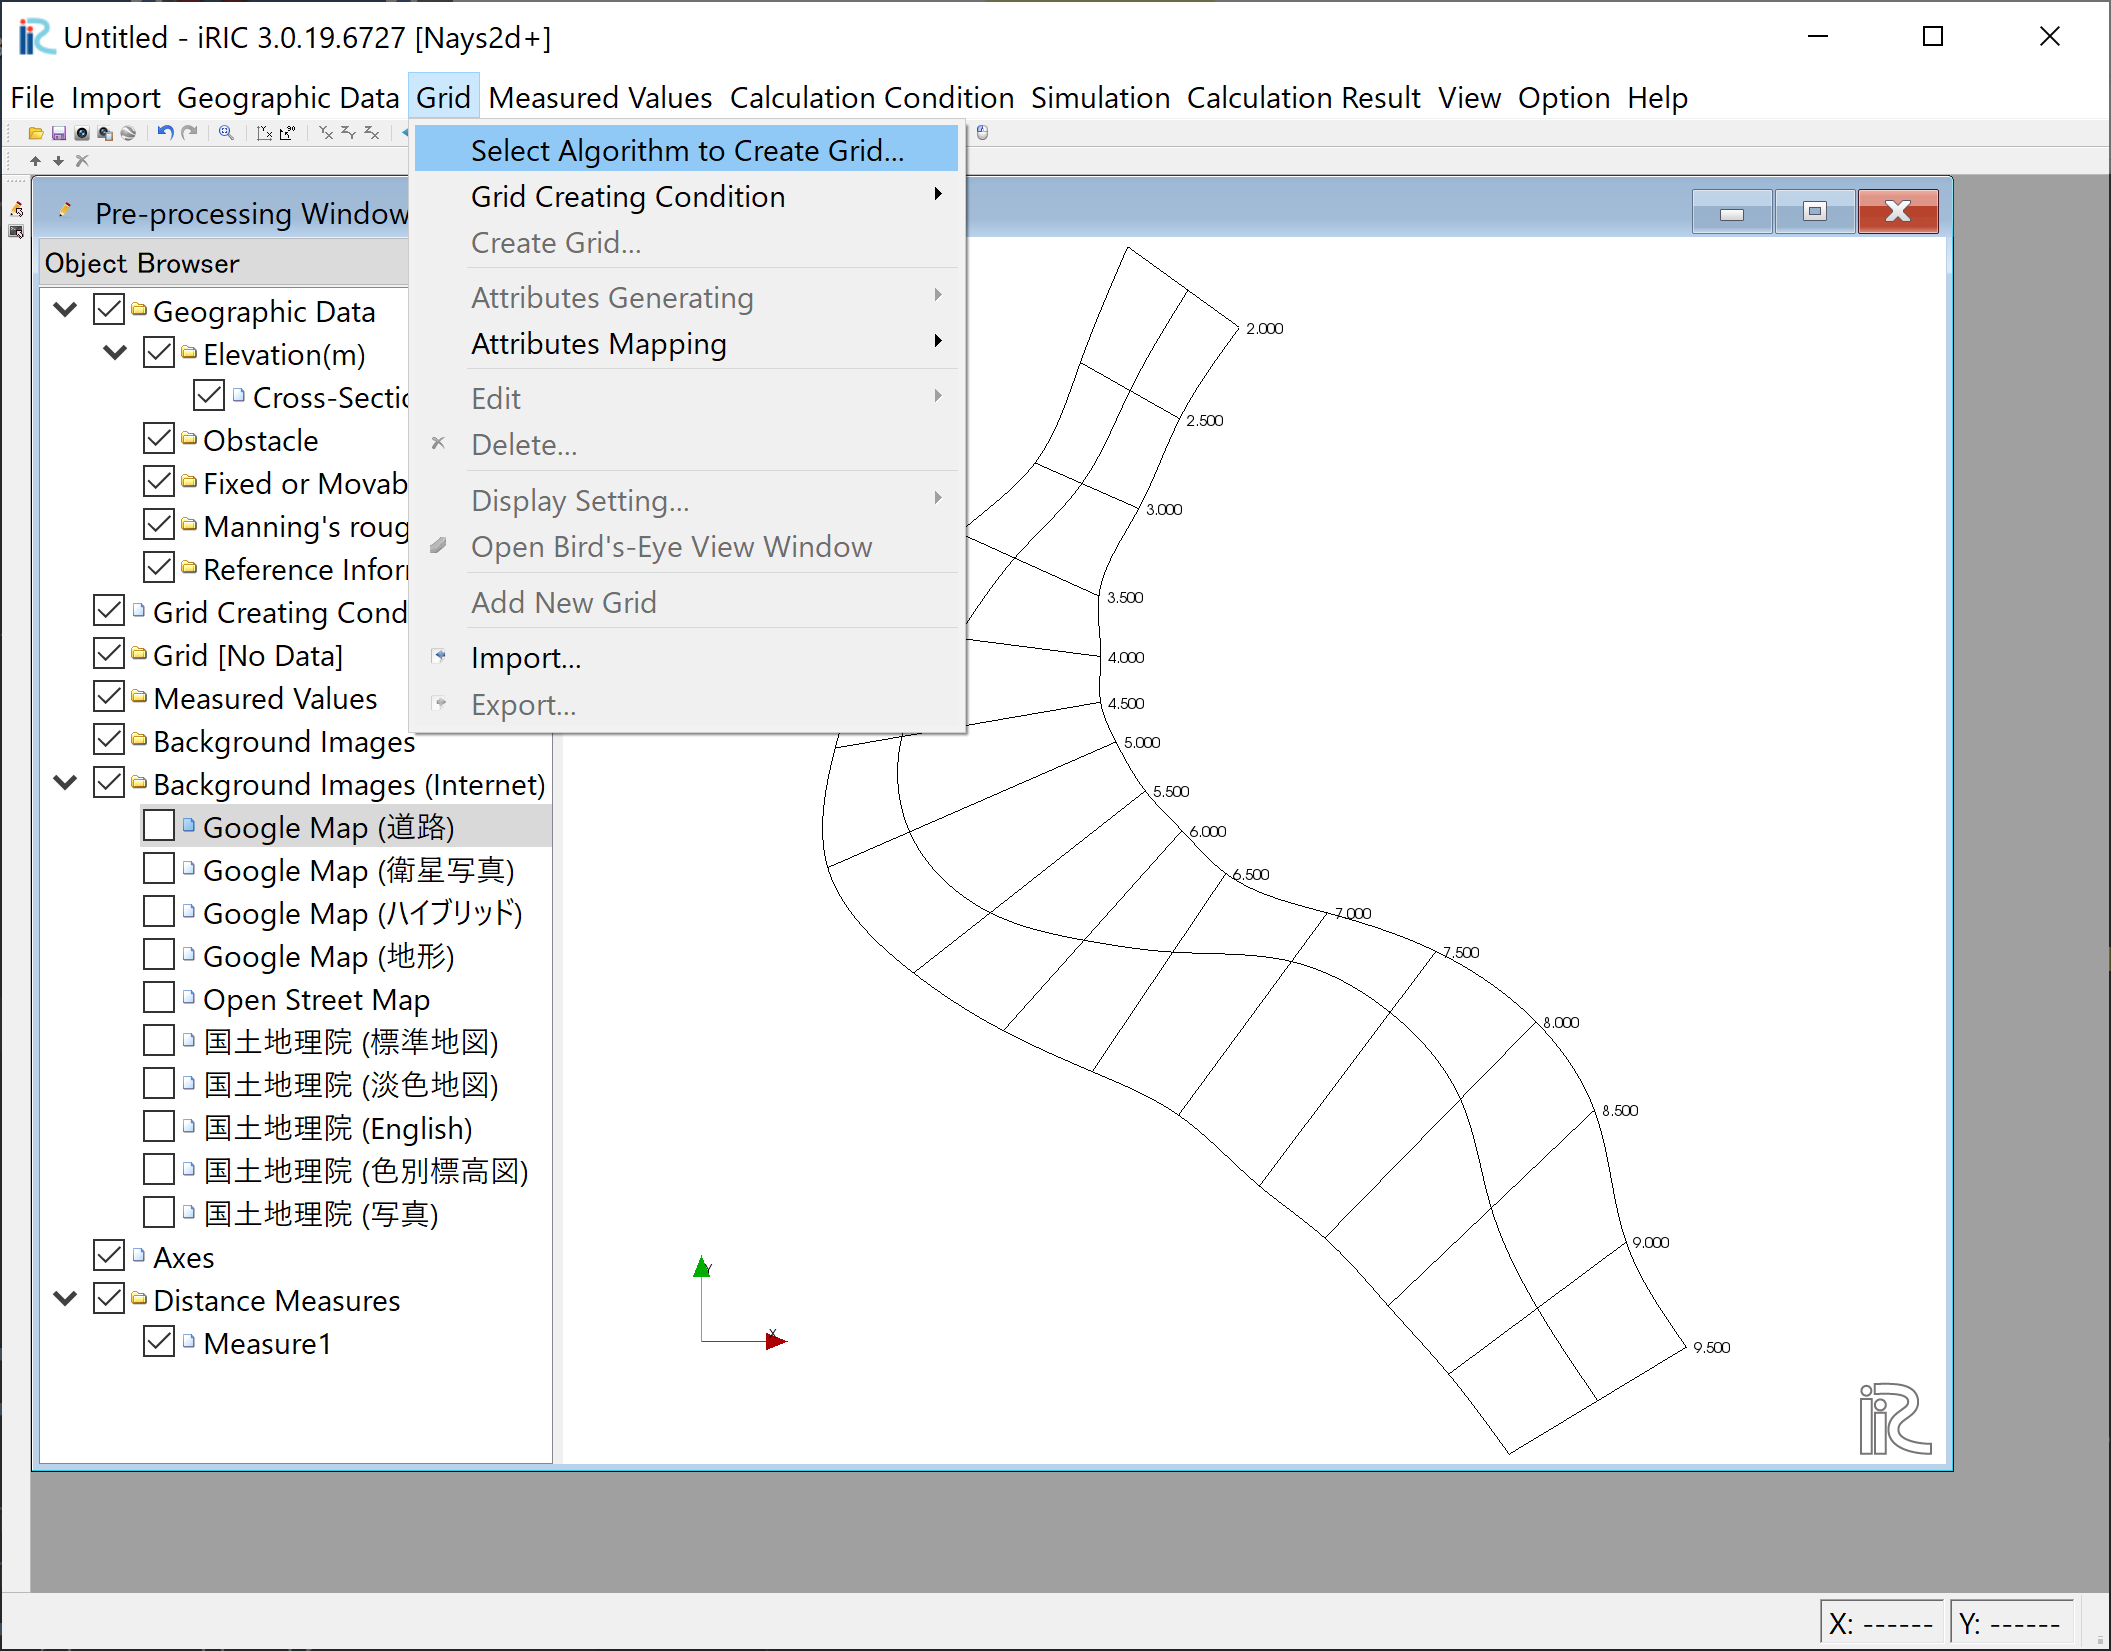 Untitled - iRIC 3.0.19.6727 [Nays2d+]
File Import Geographic Data Grid Measured Values Calculation Condition Simulation Calculation Result View Option Help
Select Algorithm to Create Grid...
Grid Creating Condition
Create Grid...
Attributes Generating
Attributes Mapping
Edit
Delete...
Display Setting...
Open Bird's-Eye View Window
Add New Grid
Import...
Export...
Pre-processing Window
Object Browser
Geographic Data
Elevation(m)
Cross-Sectio
Obstacle
Fixed or Movab
Manning's roug
Reference Infor
Grid Creating Cond
Grid [No Data]
Measured Values
Background Images
Background Images (Internet)
Google Map (道路)
Google Map (衛星写真)
Google Map (ハイブリッド)
Google Map (地形)
Open Street Map
国土地理院 (標準地図)
国土地理院 (淡色地図)
国土地理院 (English)
国土地理院 (色別標高図)
国土地理院 (写真)
Axes
Distance Measures
Measure1
2.000
2.500
3.000
3.500
4.000
4.500
5.000
5.500
6.000
6.500
7.000
7.500
8.000
8.500
9.000
9.500
Y
X
iRIC
X: ------ Y: ------